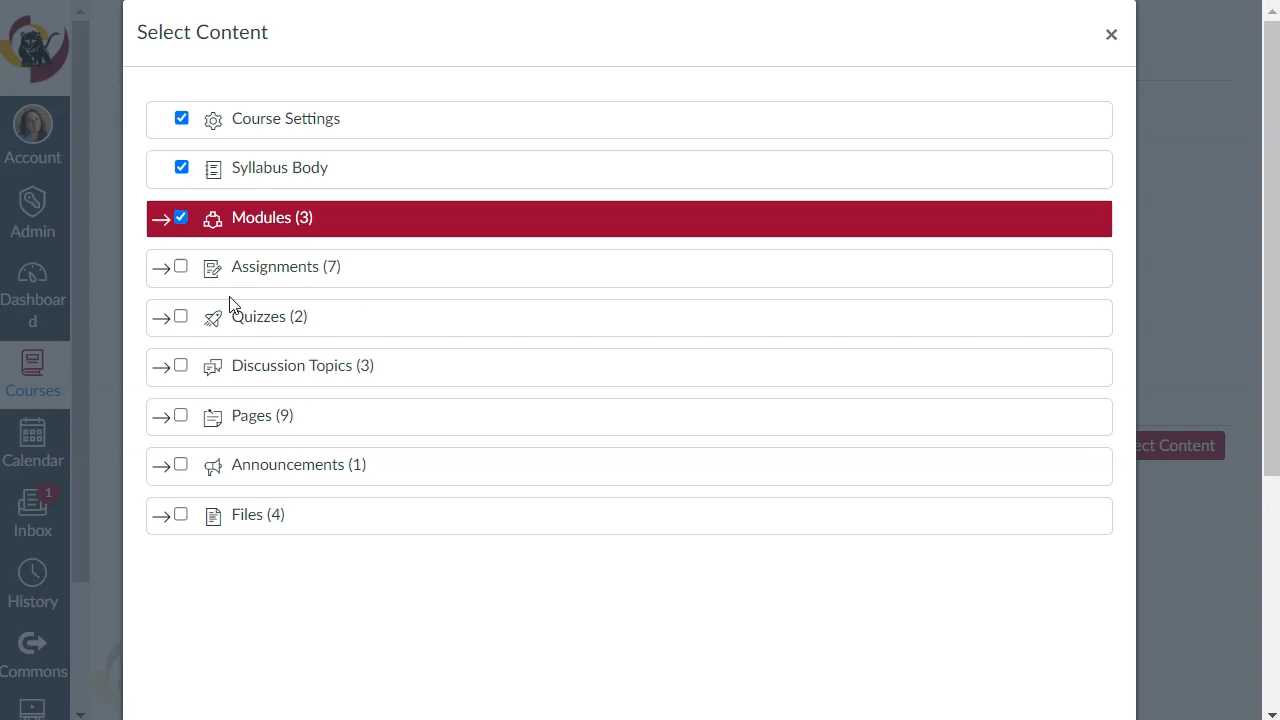 Select Content
×
Course Settings
Syllabus Body
Modules (3)
Assignments (7)
Quizzes (2)
Discussion Topics (3)
Pages (9)
Announcements (1)
Files (4)
Account
Admin
Dashboar
d
Courses
Calendar
1
Inbox
History
Commons
ect Content